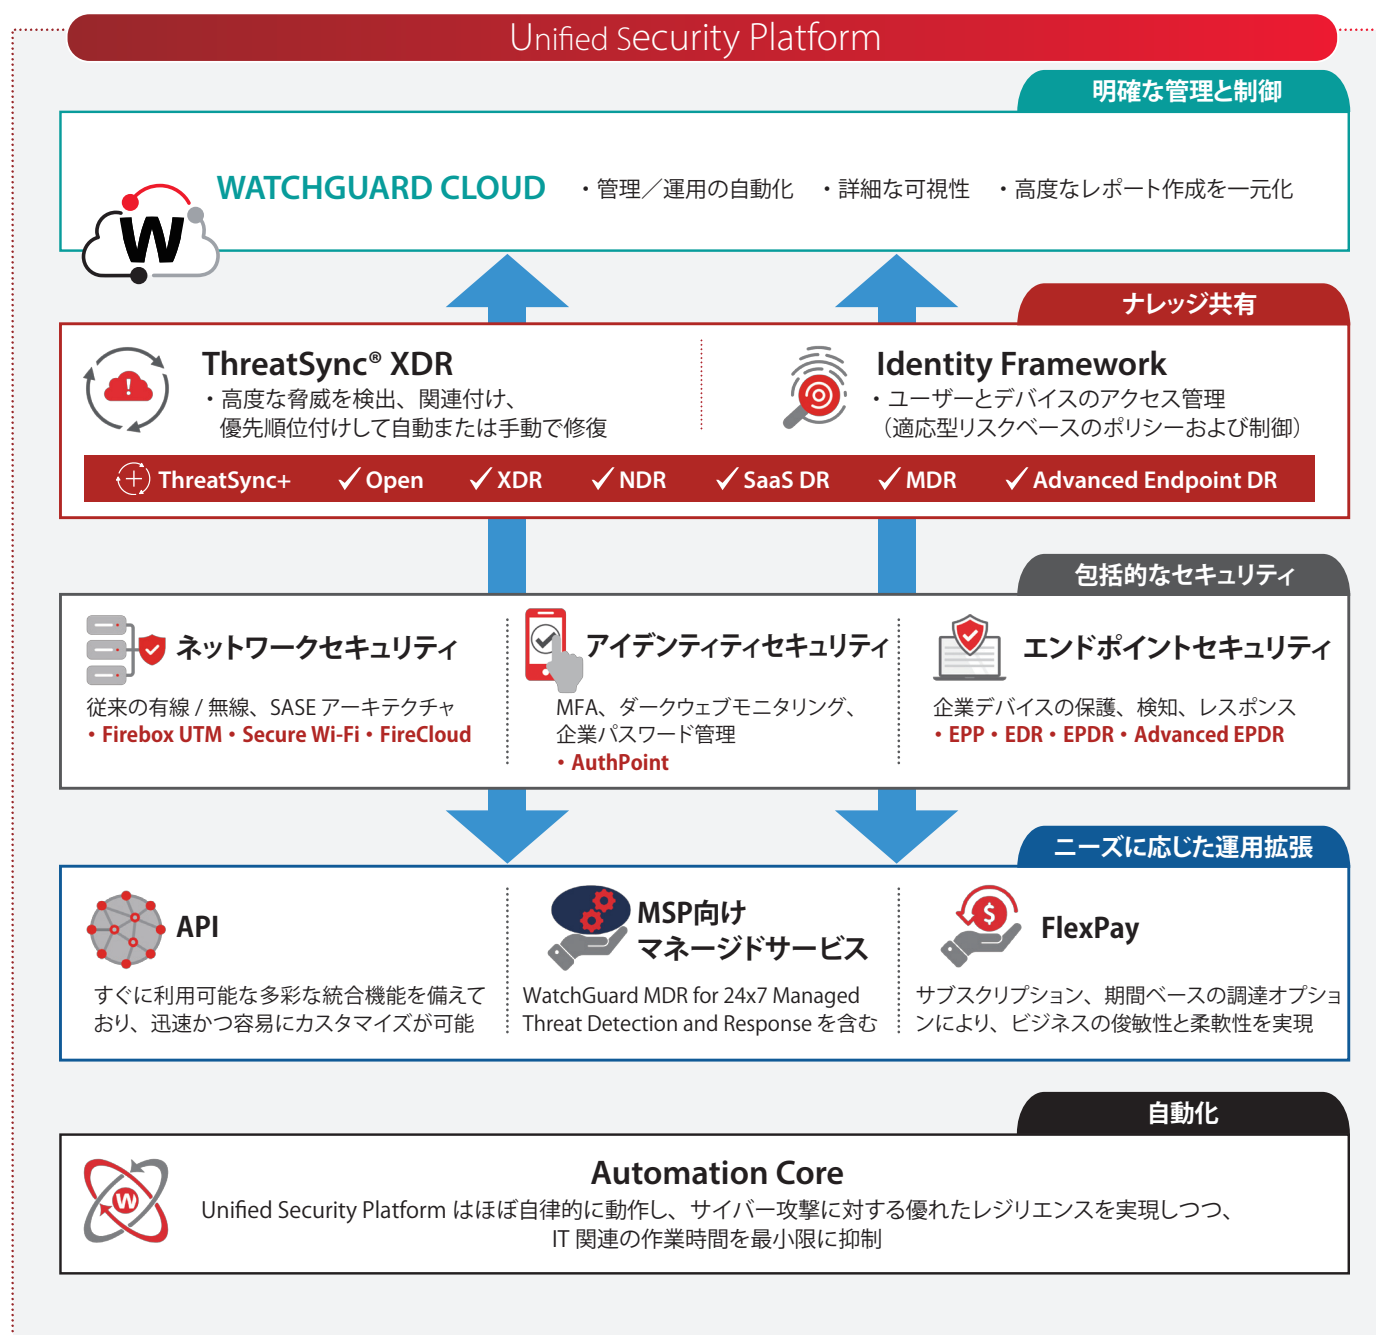 Unified Security Platform
明確な管理と制御
W
WATCHGUARD CLOUD ・管理／運用の自動化 ・詳細な可視性 ・高度なレポート作成を一元化
ナレッジ共有
ThreatSync® XDR
・高度な脅威を検出、関連付け、
優先順位付けして自動または手動で修復
Identity Framework
・ユーザーとデバイスのアクセス管理
（適応型リスクベースのポリシーおよび制御）
ThreatSync+ ✓ Open ✓ XDR ✓ NDR ✓ SaaS DR ✓ MDR ✓ Advanced Endpoint DR
包括的なセキュリティ
ネットワークセキュリティ
従来の有線 / 無線、SASE アーキテクチャ
・Firebox UTM・Secure Wi-Fi・FireCloud
アイデンティティセキュリティ
MFA、ダークウェブモニタリング、
企業パスワード管理
・AuthPoint
エンドポイントセキュリティ
企業デバイスの保護、検知、レスポンス
・EPP・EDR・EPDR・Advanced EPDR
ニーズに応じた運用拡張
API
すぐに利用可能な多彩な統合機能を備えて
おり、迅速かつ容易にカスタマイズが可能
MSP向け
マネージドサービス
WatchGuard MDR for 24x7 Managed
Threat Detection and Response を含む
$
FlexPay
サブスクリプション、期間ベースの調達オプショ
ンにより、ビジネスの俊敏性と柔軟性を実現
自動化
W
Automation Core
Unified Security Platform はほぼ自律的に動作し、サイバー攻撃に対する優れたレジリエンスを実現しつつ、
IT 関連の作業時間を最小限に抑制